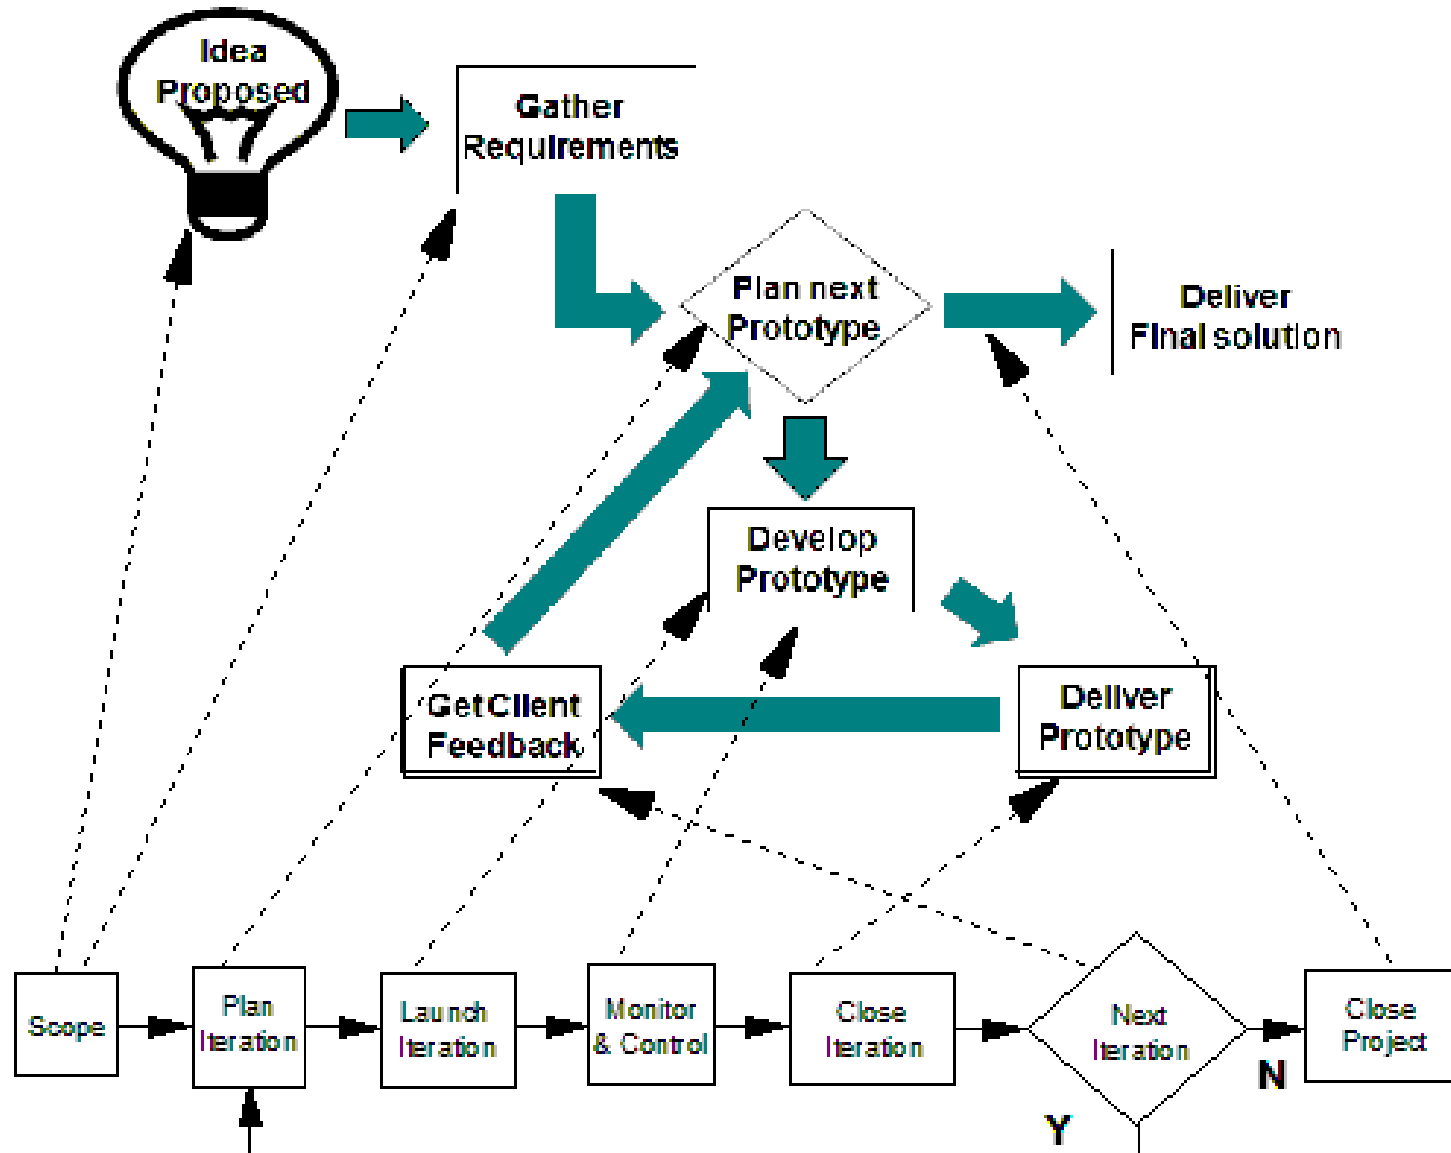 Idea
Proposed
Gather
Requirements
Plan next
Prototype
Deliver
Final solution
Develop
Prototype
Get Client
Feedback
Deliver
Prototype
Scope
Plan
Iteration
Launch
Iteration
Monitor
& Control
Close
Iteration
Next
Iteration
Close
Project
N
Y